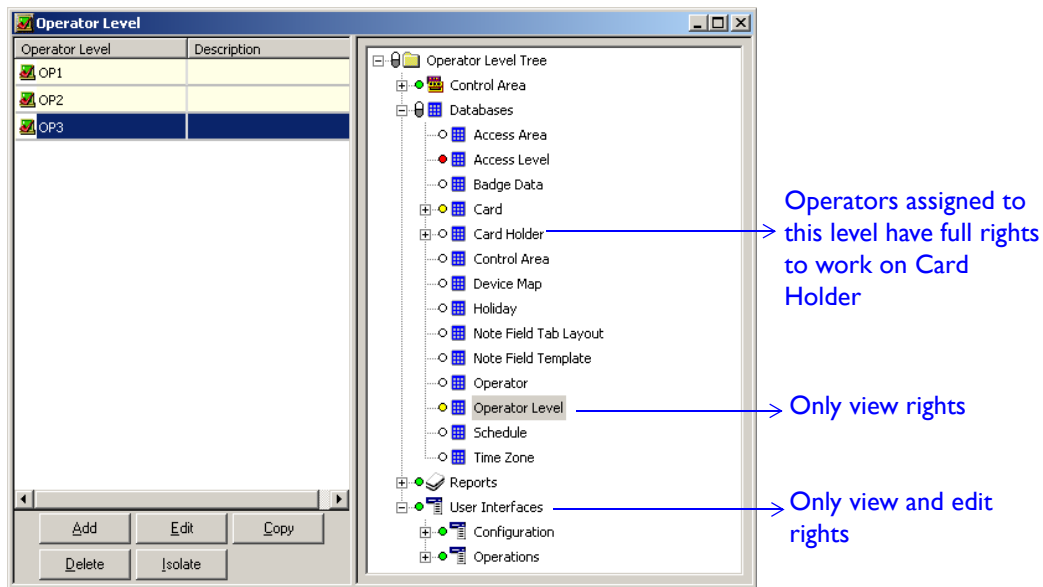 Operator Level
Operator Level Description
OP1
OP2
OP3
Add Edit Copy
Delete Isolate
Operator Level Tree
Control Area
Databases
Access Area
Access Level
Badge Data
Card
Card Holder
Control Area
Device Map
Holiday
Note Field Tab Layout
Note Field Template
Operator
Operator Level
Schedule
Time Zone
Reports
User Interfaces
Configuration
Operations
Operators assigned to
this level have full rights
to work on Card
Holder
Only view rights
Only view and edit
rights